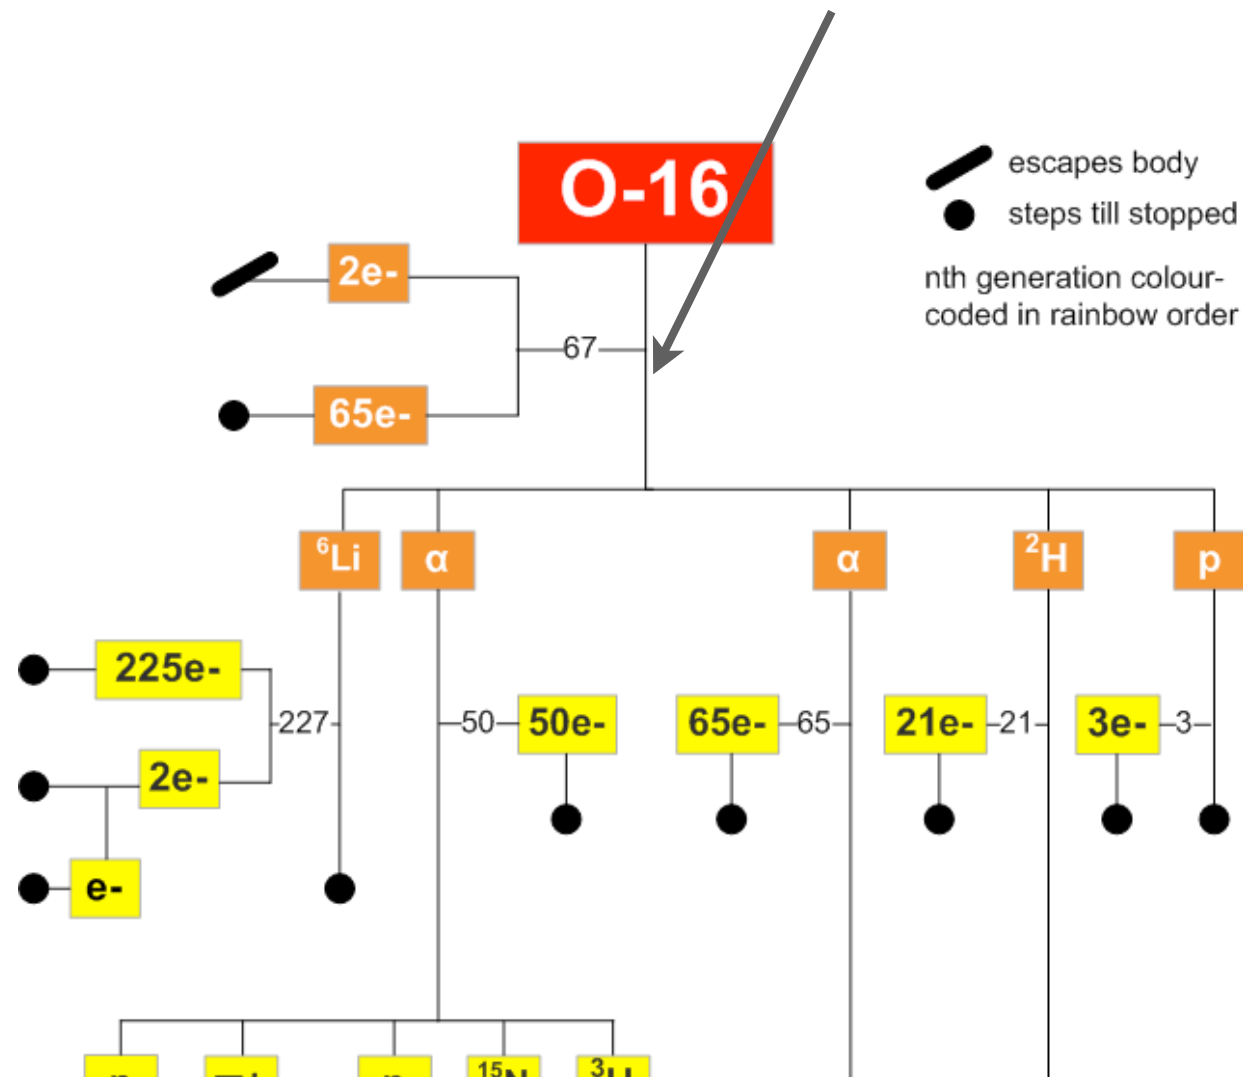 O-16
escapes body
steps till stopped
nth generation colour-
coded in rainbow order
2e-
67
65e-
⁶Li
α
α
²H
p
225e-
227
50
50e-
65e-
65
21e-
21
3e-
3
2e-
e-
¹⁵N
³H